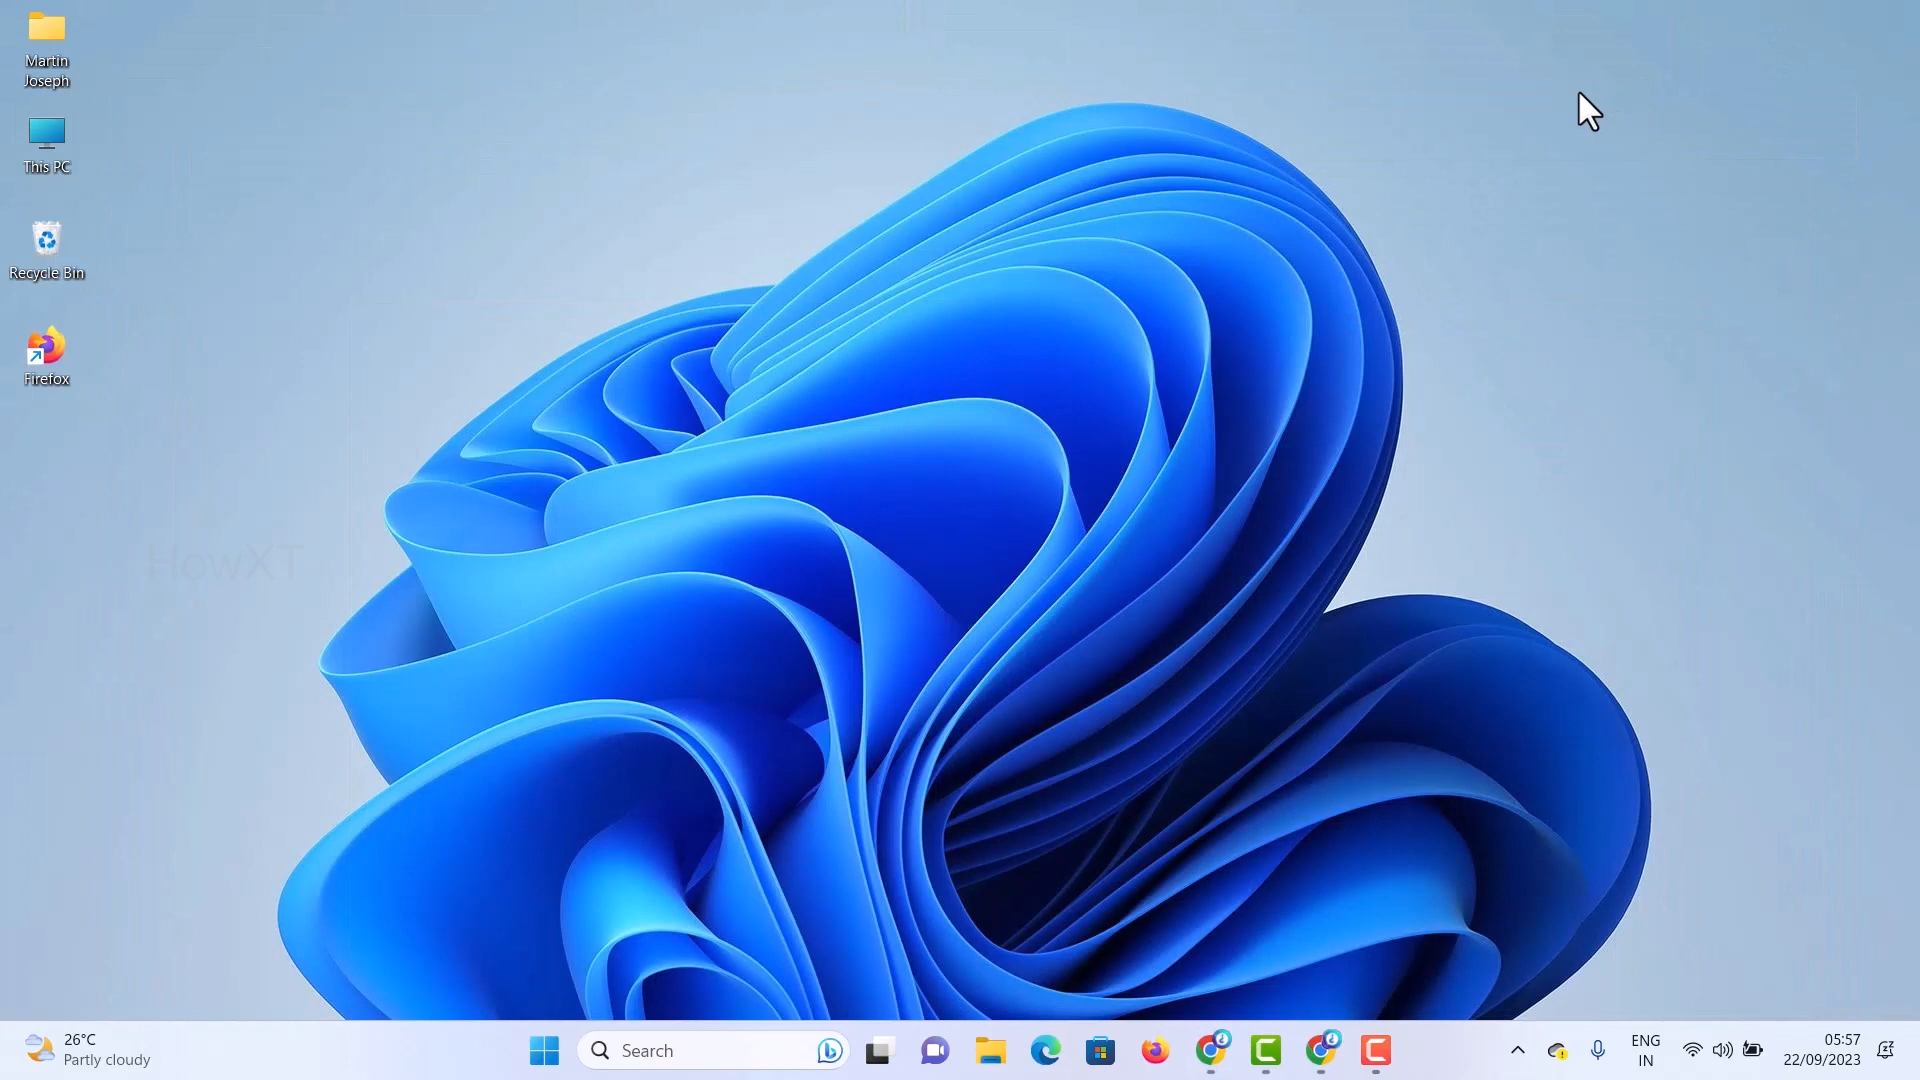 Martin
Joseph
This PC
Recycle Bin
Firefox
HowXT
26°C
Partly cloudy
Search
ENG
IN
05:57
22/09/2023